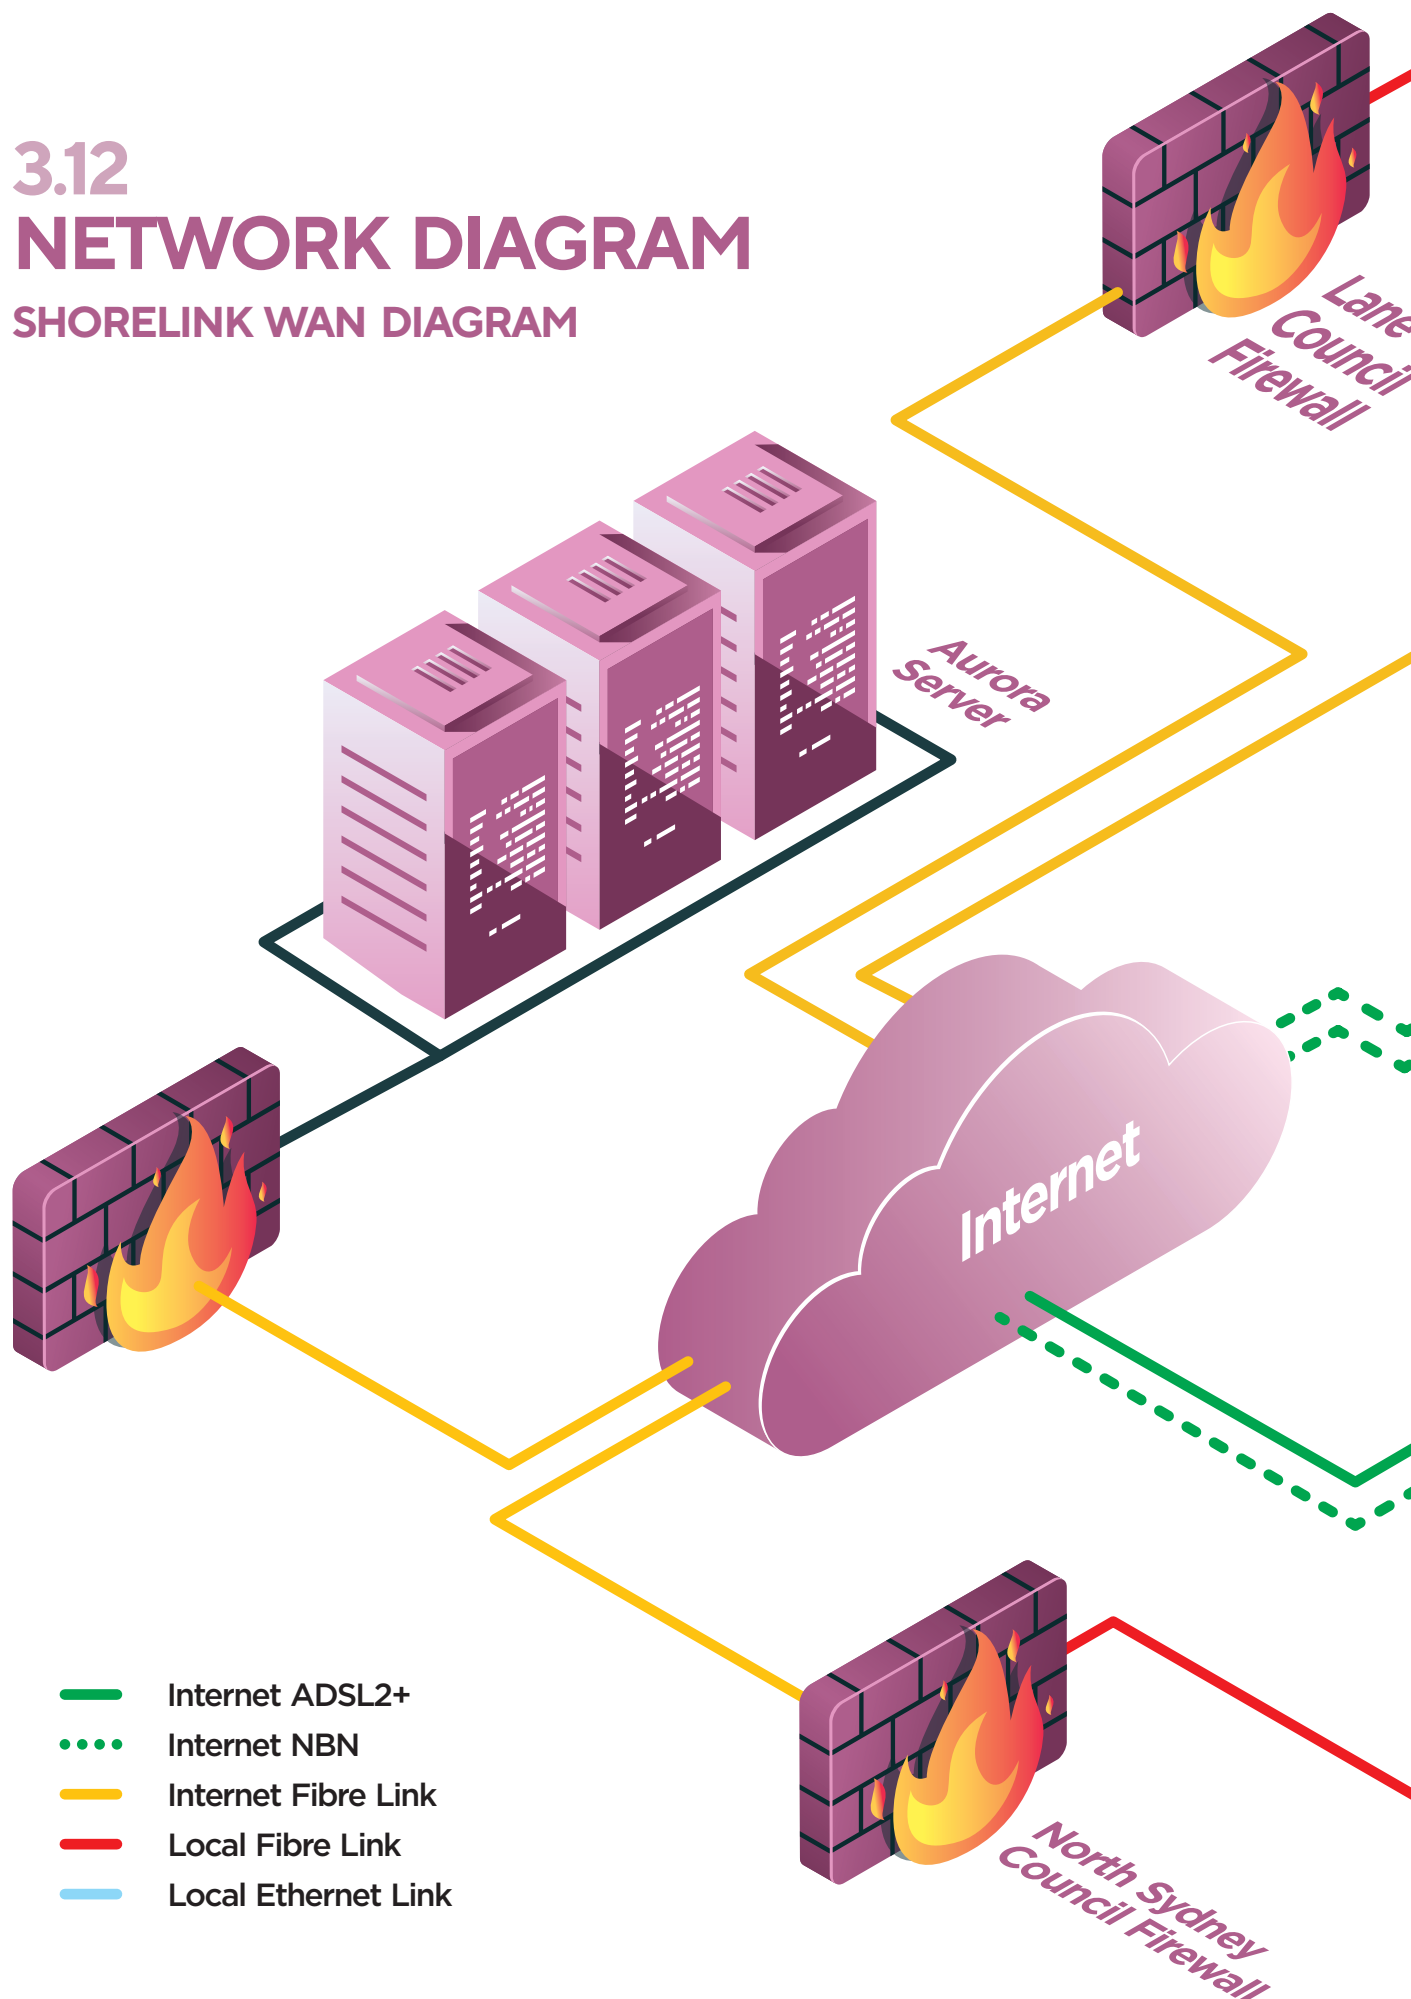 3.12
NETWORK DIAGRAM
SHORELINK WAN DIAGRAM
Lane
Council
Firewall
Aurora
Server
Internet
Internet ADSL2+
Internet NBN
Internet Fibre Link
Local Fibre Link
Local Ethernet Link
North Sydney
Council Firewall